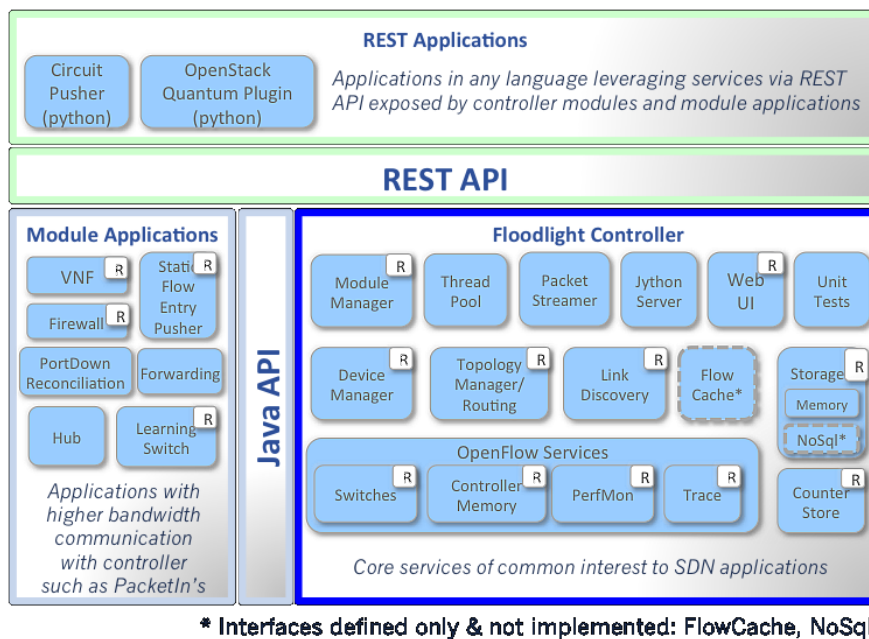 REST Applications
Circuit
Pusher
(python)
OpenStack
Quantum Plugin
(python)
Applications in any language leveraging services via REST
API exposed by controller modules and module applications
REST API
Module Applications
VNF
R
Static
Flow
Entry
Pusher
R
Firewall
R
PortDown
Reconciliation
Forwarding
Hub
Learning
Switch
R
Applications with
higher bandwidth
communication
with controller
such as PacketIn's
Java API
Floodlight Controller
Module
Manager
R
Thread
Pool
Packet
Streamer
Jython
Server
Web
UI
R
Unit
Tests
Device
Manager
R
Topology
Manager/
Routing
R
Link
Discovery
R
Flow
Cache*
Storage
R
Memory
NoSql*
OpenFlow Services
Switches
R
Controller
Memory
R
PerfMon
R
Trace
R
Counter
Store
R
Core services of common interest to SDN applications
* Interfaces defined only & not implemented: FlowCache, NoSql